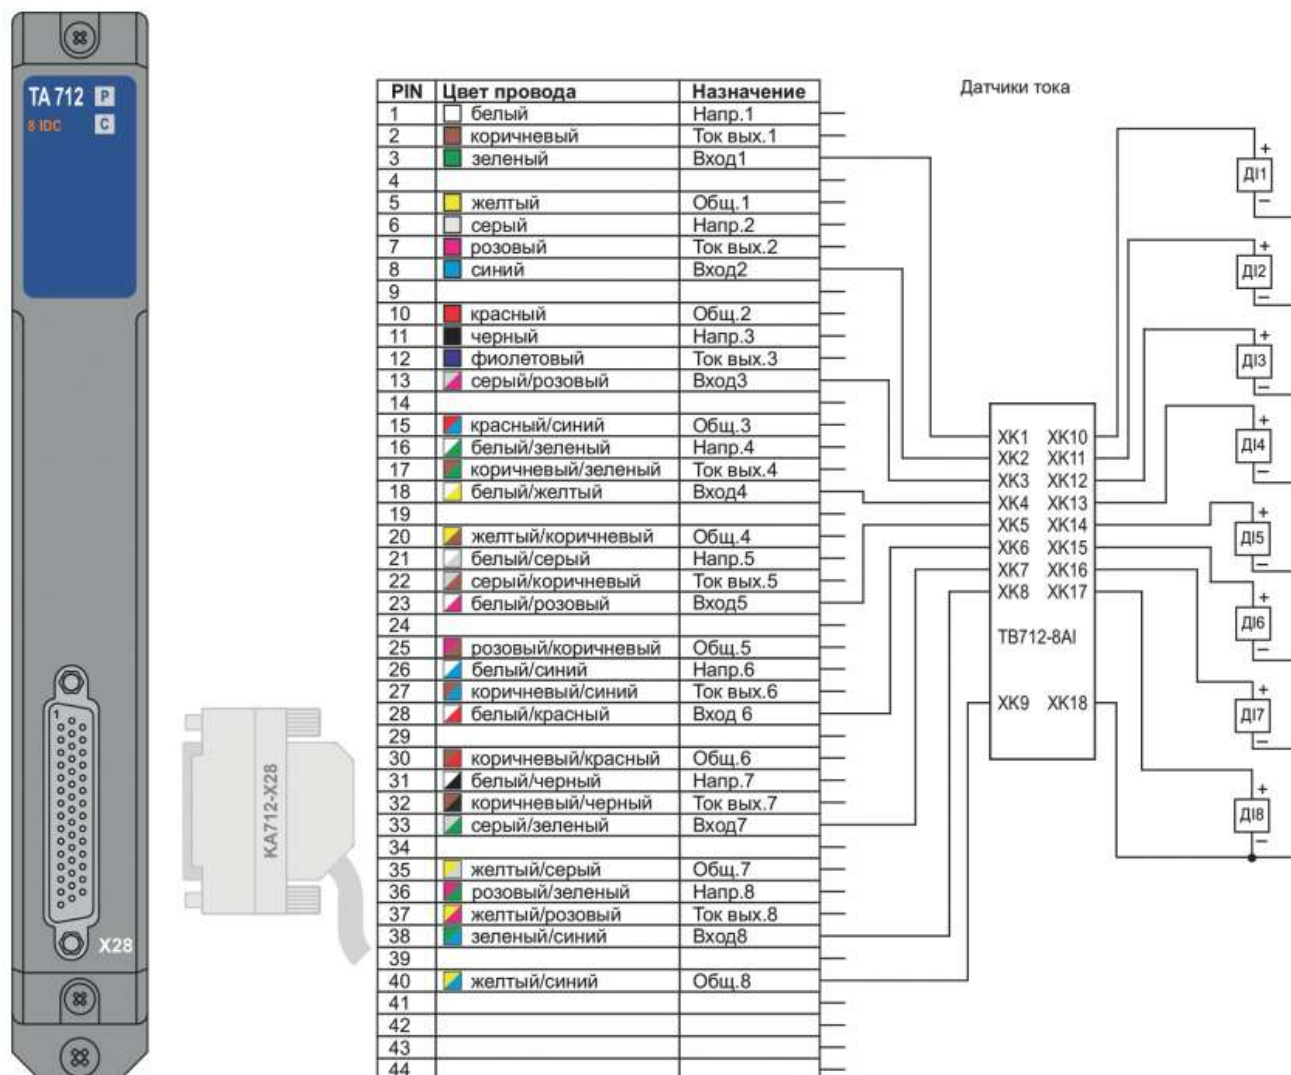 TA 712 P
8 IDC C
1
X28
KA712-X28
PIN Цвет провода Назначение
1 белый Напр.1
2 коричневый Ток вых.1
3 зеленый Вход1
4
5 желтый Общ.1
6 серый Напр.2
7 розовый Ток вых.2
8 синий Вход2
9
10 красный Общ.2
11 черный Напр.3
12 фиолетовый Ток вых.3
13 серый/розовый Вход3
14
15 красный/синий Общ.3
16 белый/зеленый Напр.4
17 коричневый/зеленый Ток вых.4
18 белый/желтый Вход4
19
20 желтый/коричневый Общ.4
21 белый/серый Напр.5
22 серый/коричневый Ток вых.5
23 белый/розовый Вход5
24
25 розовый/коричневый Общ.5
26 белый/синий Напр.6
27 коричневый/синий Ток вых.6
28 белый/красный Вход 6
29
30 коричневый/красный Общ.6
31 белый/черный Напр.7
32 коричневый/черный Ток вых.7
33 серый/зеленый Вход7
34
35 желтый/серый Общ.7
36 розовый/зеленый Напр.8
37 желтый/розовый Ток вых.8
38 зеленый/синий Вход8
39
40 желтый/синий Общ.8
41
42
43
44
Датчики тока
XK1 XK10
XK2 XK11
XK3 XK12
XK4 XK13
XK5 XK14
XK6 XK15
XK7 XK16
XK8 XK17
TB712-8AI
XK9 XK18
+
ДI1
–
+
ДI2
–
+
ДI3
–
+
ДI4
–
+
ДI5
–
+
ДI6
–
+
ДI7
–
+
ДI8
–